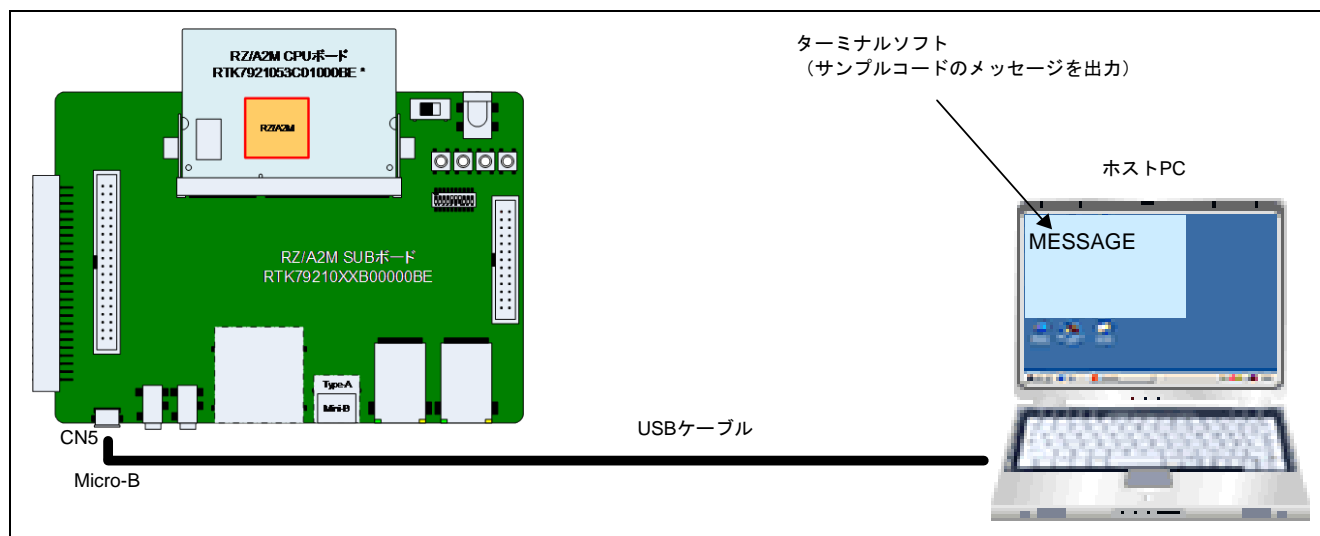 RZ/A2M CPUボード
RTK7921053C01000BE *
RZ/A2M
RZ/A2M SUBボード
RTK79210XXB00000BE
Type-A
Mini-B
CN5
Micro-B
USBケーブル
ターミナルソフト
（サンプルコードのメッセージを出力）
ホストPC
MESSAGE